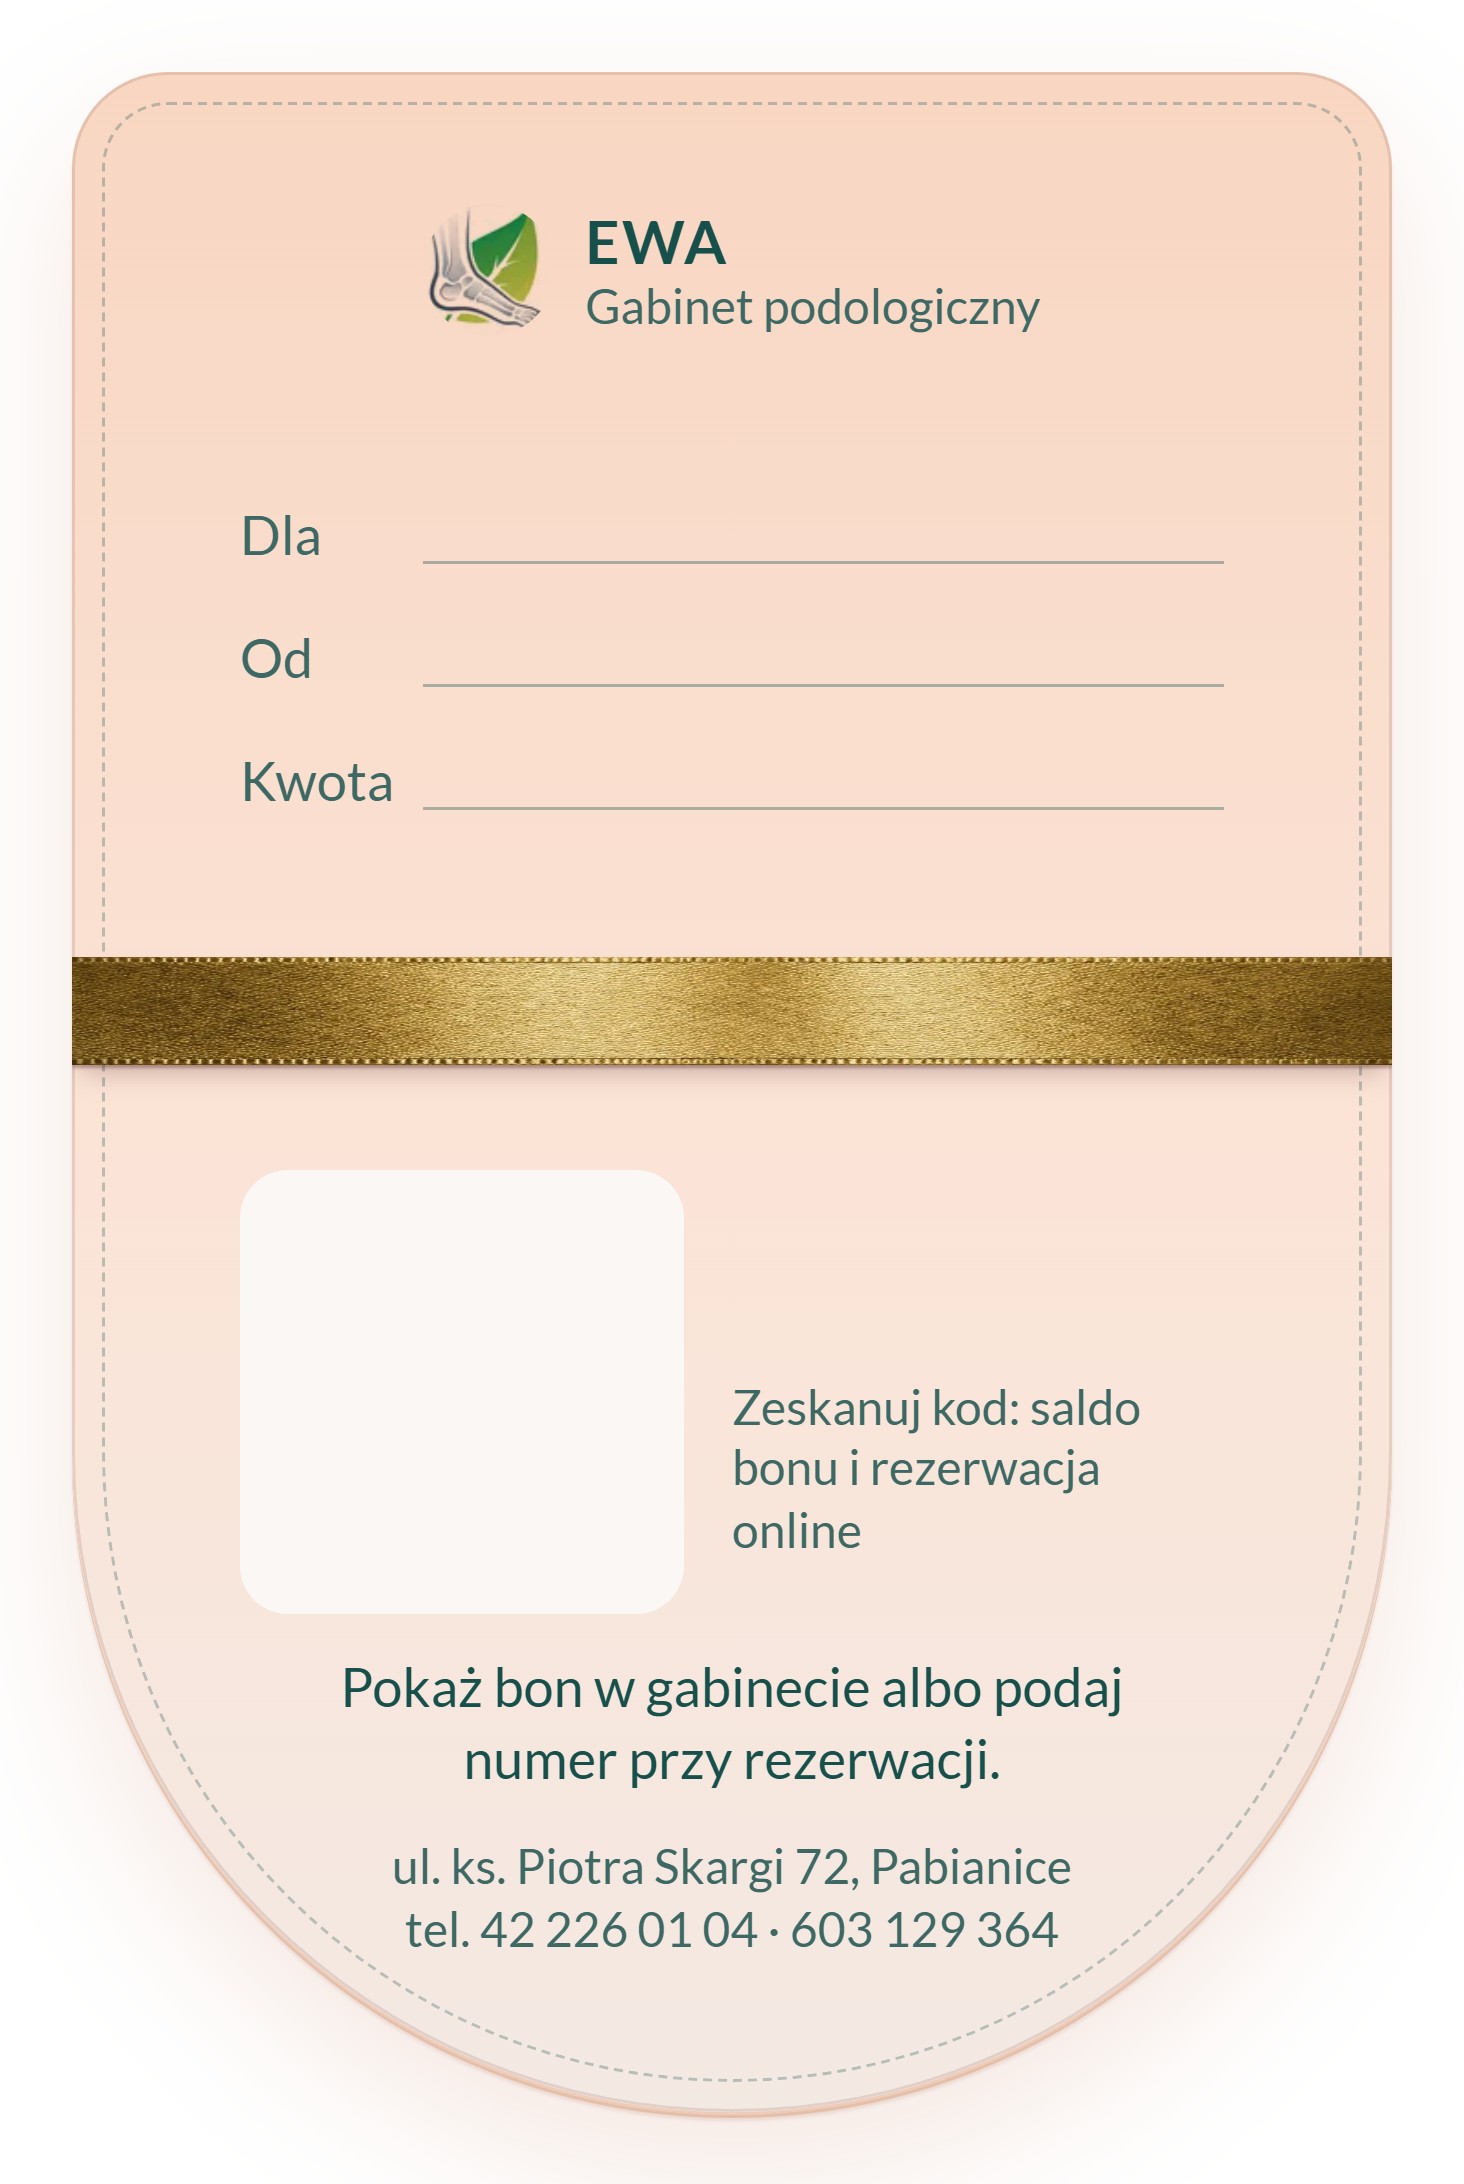 EWA
Gabinet podologiczny
Dla
Od
Kwota
Zeskanuj kod: saldo
bonu i rezerwacja
online
Pokaż bon w gabinecie albo podaj
numer przy rezerwacji.
ul. ks. Piotra Skargi 72, Pabianice
tel. 42 226 01 04 · 603 129 364